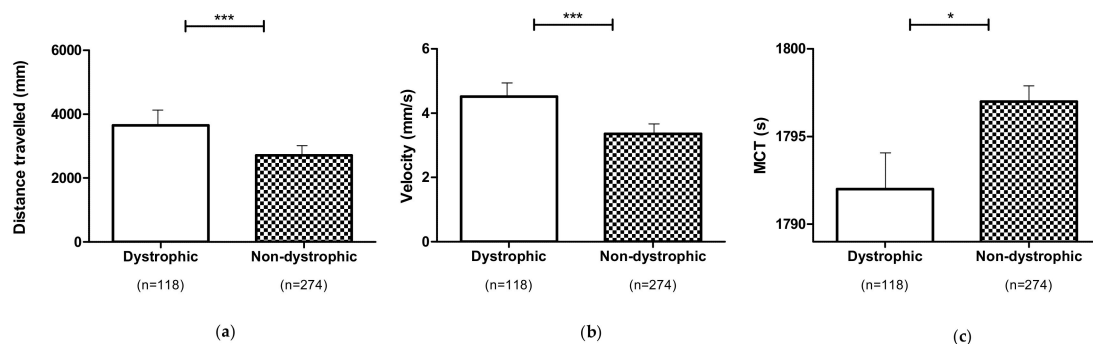 ***
6000
4000
2000
0
Distance travelled (mm)
Dystrophic
Non-dystrophic
(n=118)
(n=274)
(a)
***
6
4
2
0
Velocity (mm/s)
Dystrophic
Non-dystrophic
(n=118)
(n=274)
(b)
*
1800
1795
1790
MCT (s)
Dystrophic
Non-dystrophic
(n=118)
(n=274)
(c)